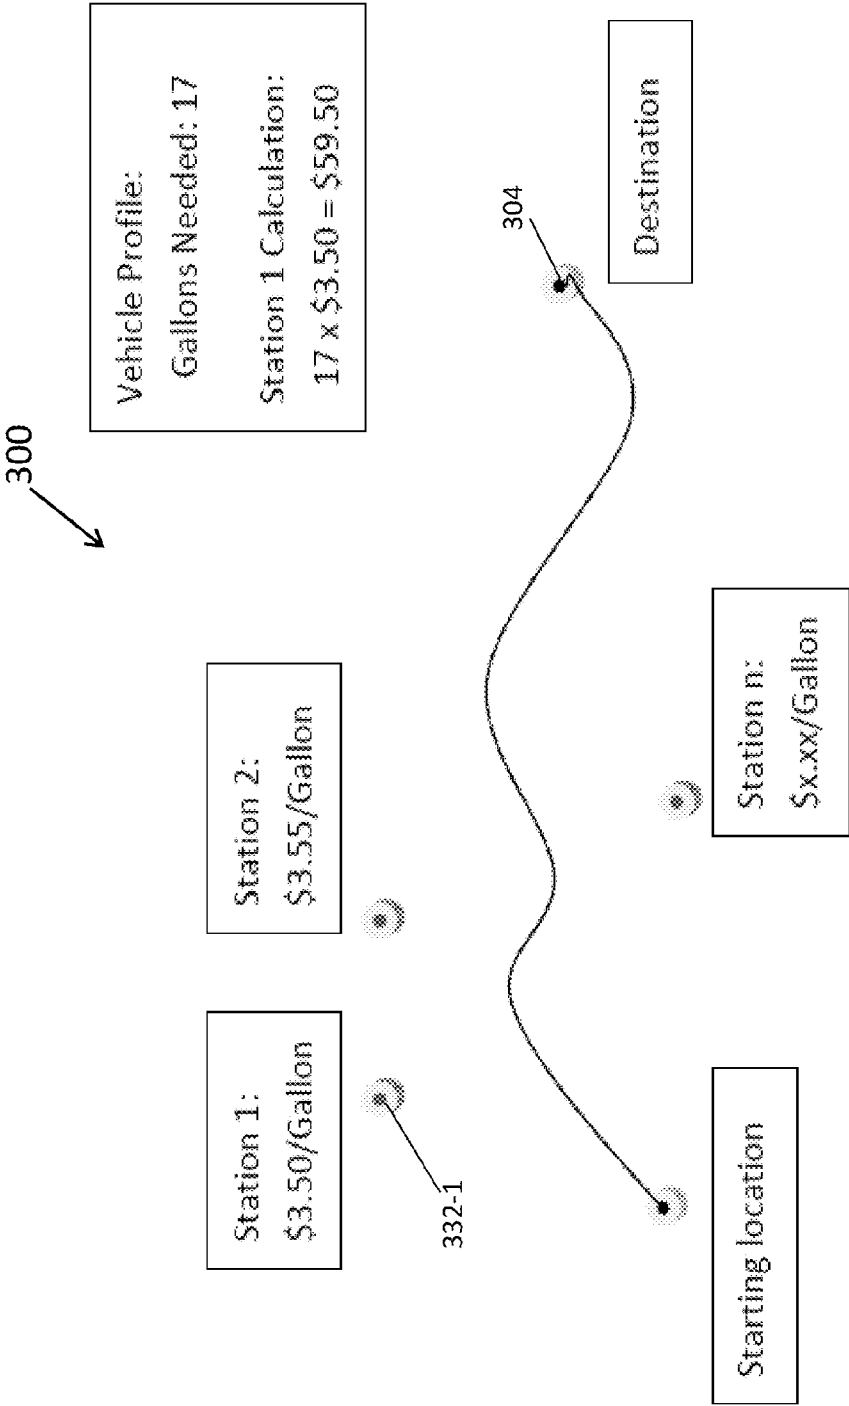 300
Vehicle Profile:
Gallons Needed: 17
Station 1 Calculation:
17 x $3.50 = $59.50
Station 1:
$3.50/Gallon
Station 2:
$3.55/Gallon
332-1
304
Starting location
Station n:
$x.xx/Gallon
Destination